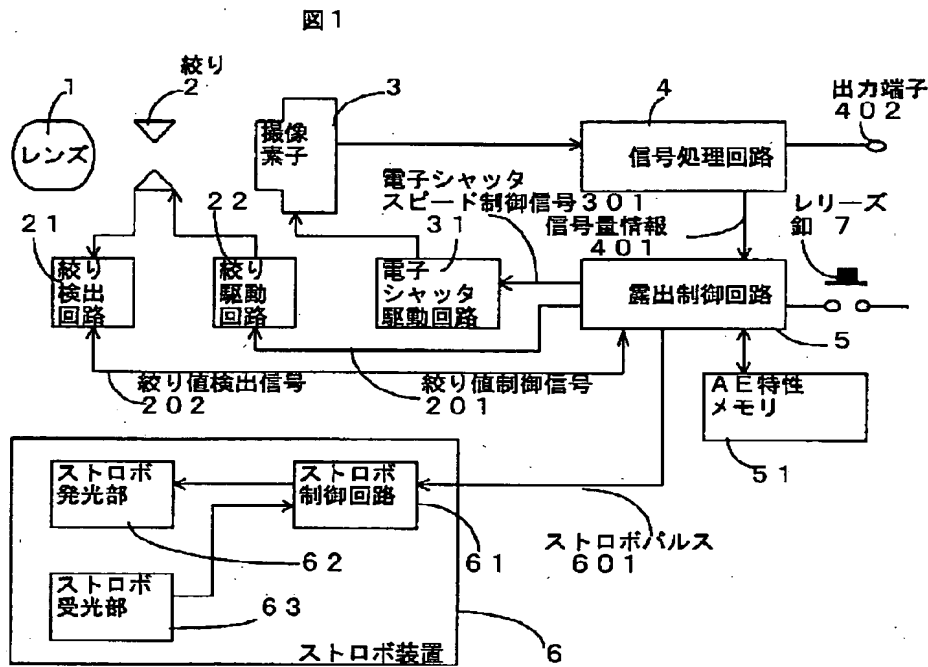 図1
1
レンズ
絞り
2
3
撮像
素子
4
信号処理回路
出力端子
402
電子シャッタ
スピード制御信号301
信号量情報
401
レリーズ
釦 7
21
絞り
検出
回路
22
絞り
駆動
回路
31
電子
シャッタ
駆動回路
露出制御回路
5
絞り値検出信号
202
絞り値制御信号
201
AE特性
メモリ
51
ストロボ
発光部
62
ストロボ
制御回路
61
ストロボパルス
601
ストロボ
受光部
63
ストロボ装置
6